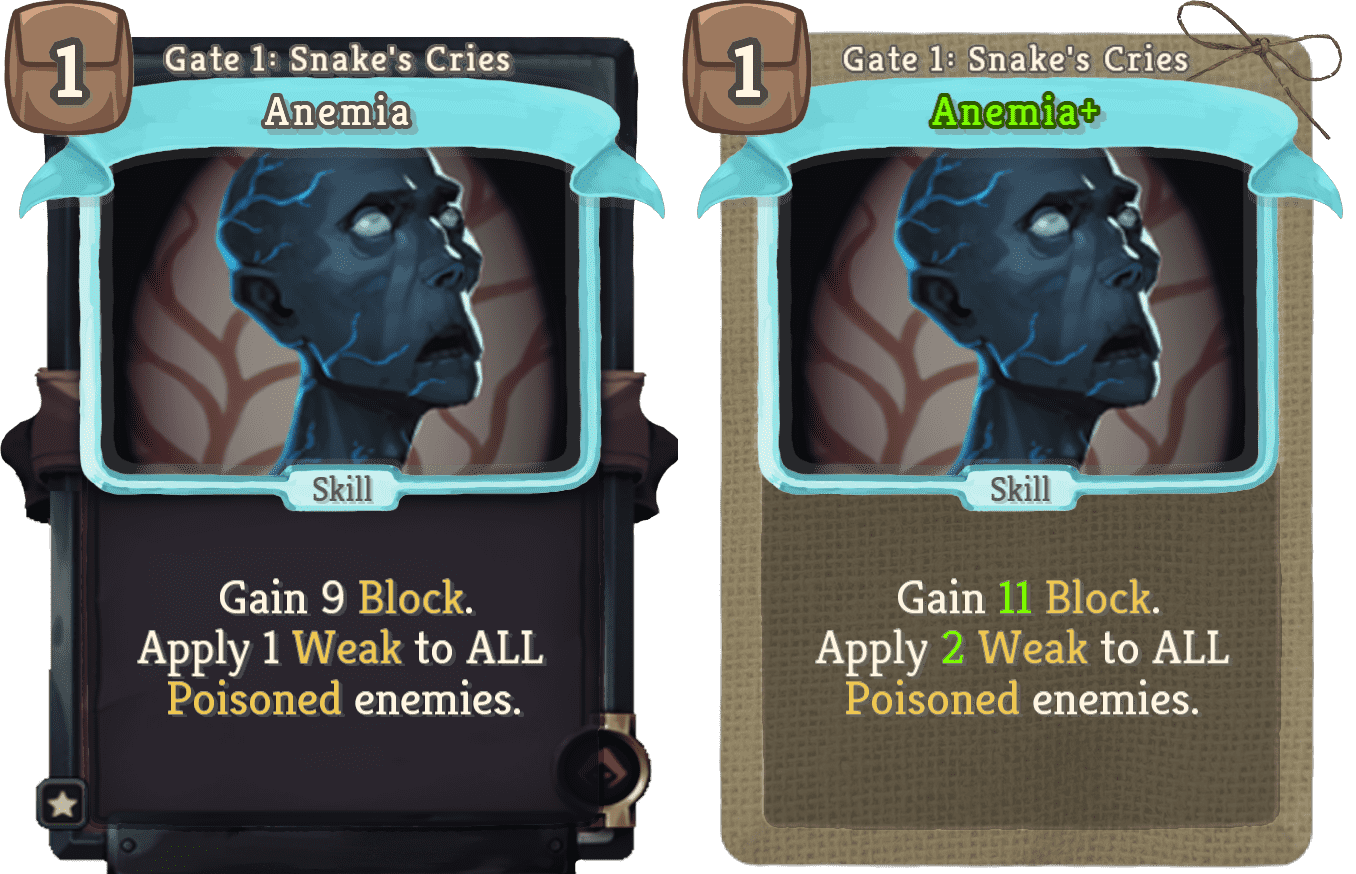 1
Gate 1: Snake's Cries
Anemia
Skill
Gain 9 Block.
Apply 1 Weak to ALL
Poisoned enemies.
1
Gate 1: Snake's Cries
Anemia+
Skill
Gain 11 Block.
Apply 2 Weak to ALL
Poisoned enemies.